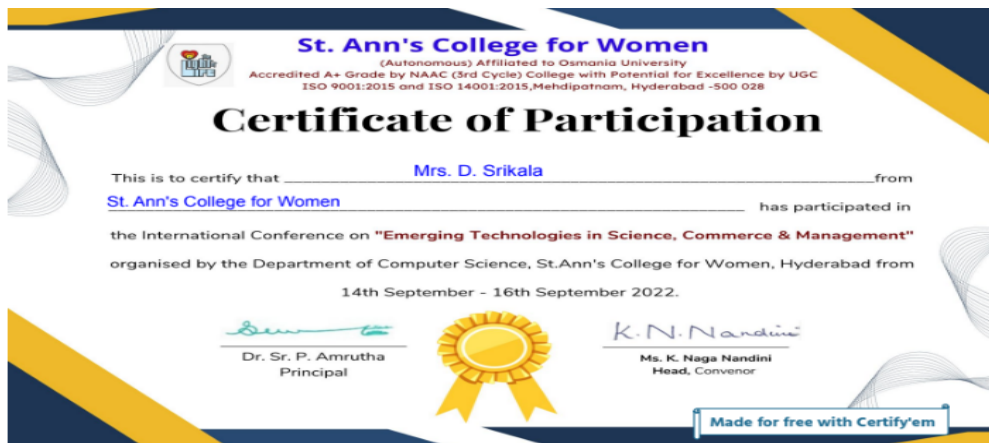 St. Ann's College for Women
(Autonomous) Affiliated to Osmania University
Accredited A+ Grade by NAAC (3rd Cycle) College with Potential for Excellence by UGC
ISO 9001:2015 and ISO 14001:2015,Mehdipatnam, Hyderabad -500 028
Certificate of Participation
This is to certify that Mrs. D. Srikala from
St. Ann's College for Women has participated in
the International Conference on "Emerging Technologies in Science, Commerce & Management"
organised by the Department of Computer Science, St.Ann's College for Women, Hyderabad from
14th September - 16th September 2022.
K.N.Nandini
Dr. Sr. P. Amrutha
Principal
Ms. K. Naga Nandini
Head, Convenor
Made for free with Certify'em